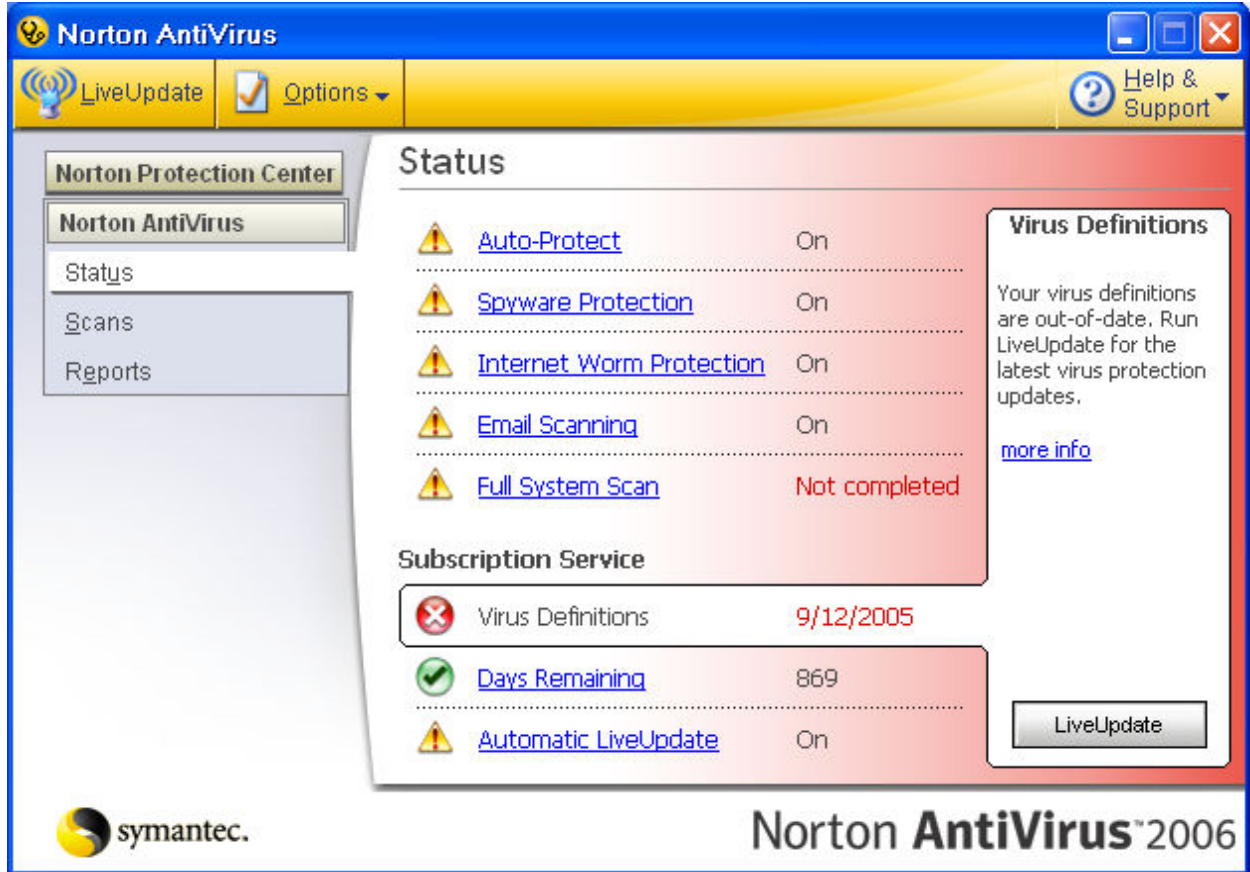 Norton AntiVirus
LiveUpdate
Options
Help &
Support
Norton Protection Center
Norton AntiVirus
Status
Scans
Reports
Status
Auto-Protect On
Spyware Protection On
Internet Worm Protection On
Email Scanning On
Full System Scan Not completed
Subscription Service
Virus Definitions 9/12/2005
Days Remaining 869
Automatic LiveUpdate On
Virus Definitions
Your virus definitions
are out-of-date. Run
LiveUpdate for the
latest virus protection
updates.
more info
LiveUpdate
symantec.
Norton AntiVirus™2006